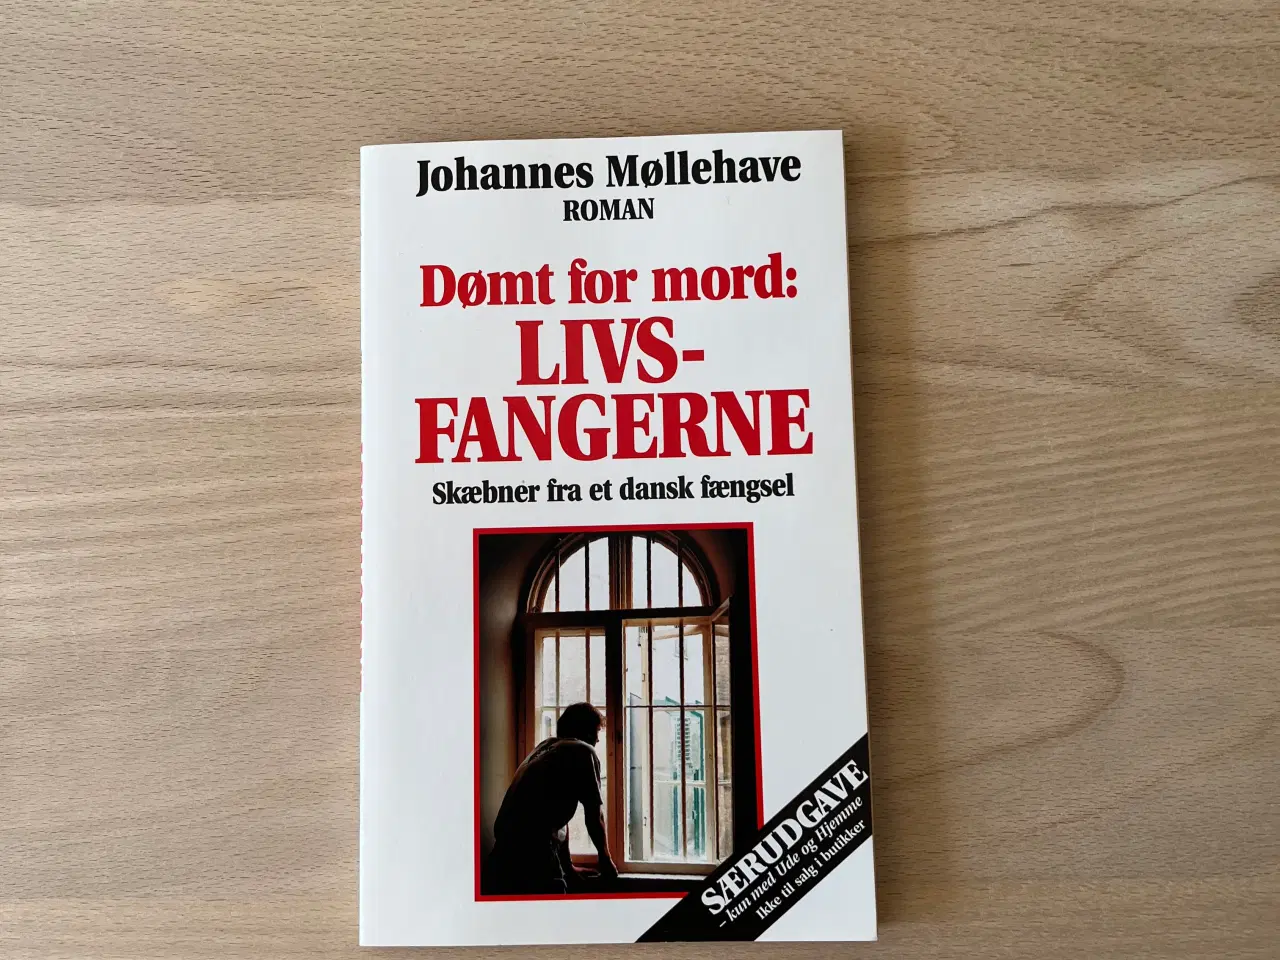 Johannes Møllehave
ROMAN
Dømt for mord:
LIVS-
FANGERNE
Skæbner fra et dansk fængsel
SÆRUDGAVE
– kun med Ude og Hjemme
Ikke til salg i butikker